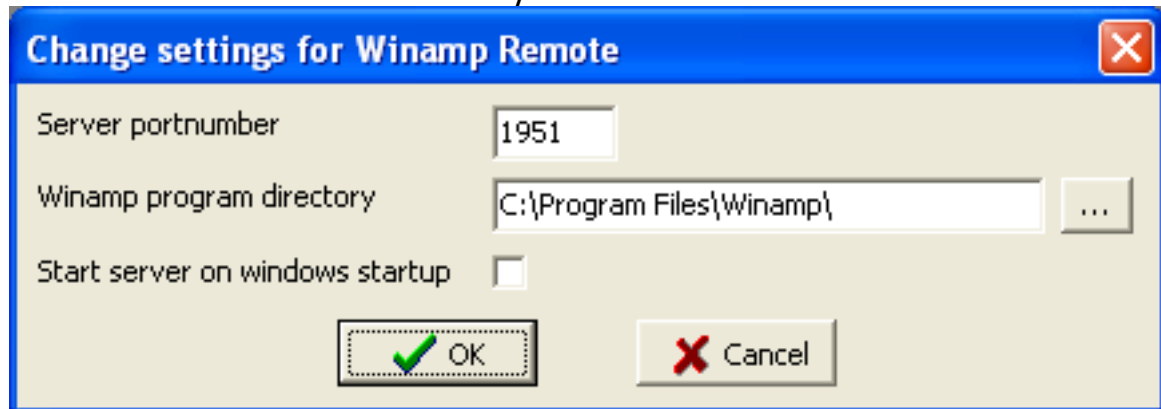 Change settings for Winamp Remote
Server portnumber 1951
Winamp program directory C:\Program Files\Winamp\ ...
Start server on windows startup
OK Cancel